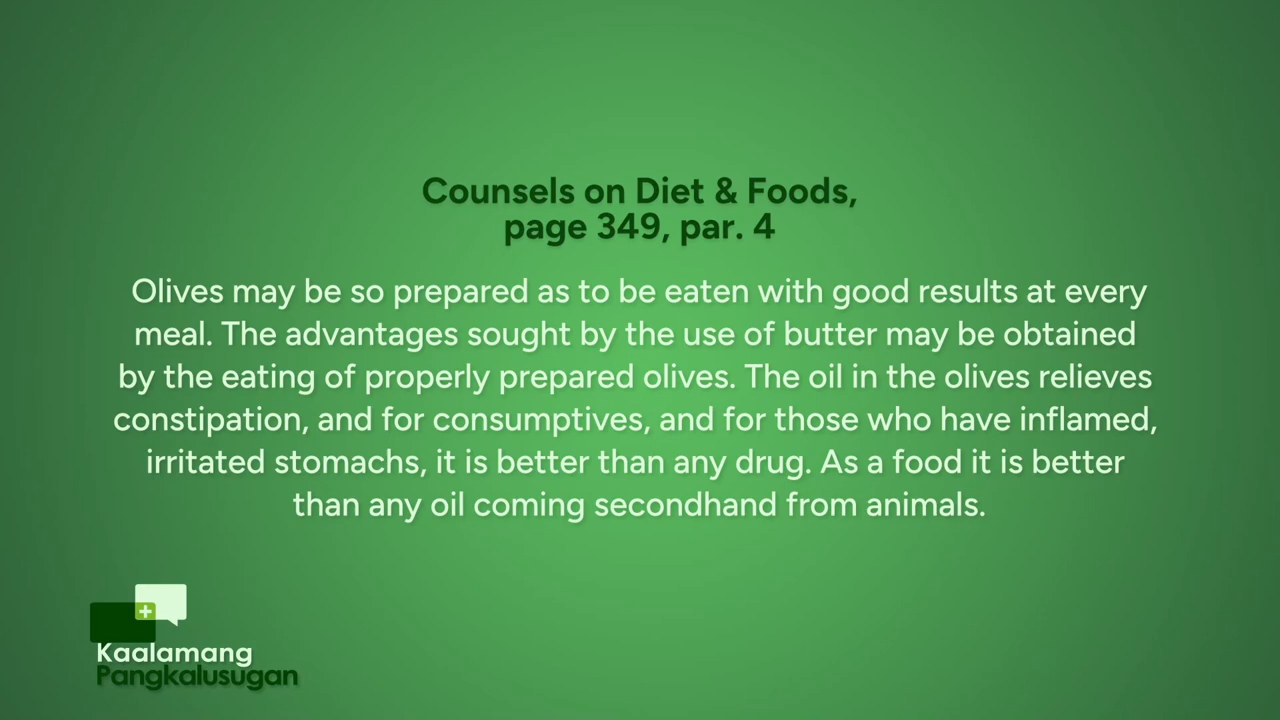 Counsels on Diet & Foods,
page 349, par. 4
Olives may be so prepared as to be eaten with good results at every
meal. The advantages sought by the use of butter may be obtained
by the eating of properly prepared olives. The oil in the olives relieves
constipation, and for consumptives, and for those who have inflamed,
irritated stomachs, it is better than any drug. As a food it is better
than any oil coming secondhand from animals.
Kaalamang
Pangkalusugan